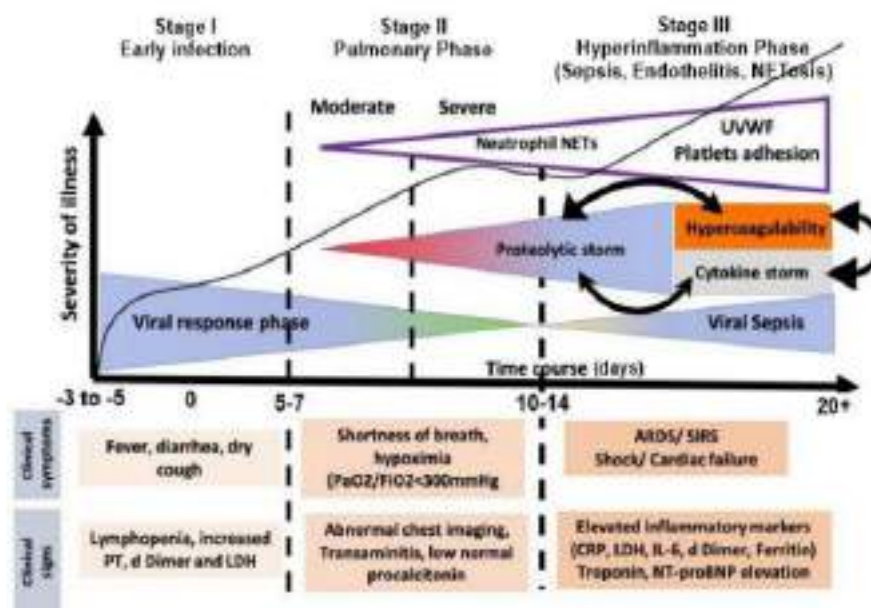 Stage I
Early infection
Stage II
Pulmonary Phase
Stage III
Hyperinflammation Phase
(Sepsis, Endothelitis, NETosis)
Moderate
Severe
Neutrophil NETs
UVWF
Platlets adhesion
Severity of illness
Proteolytic storm
Hypercoagulability
Cytokine storm
Viral response phase
Viral Sepsis
Time course (days)
-3 to -5
0
5-7
10-14
20+
Clinical
symptoms
Fever, diarrhea, dry
cough
Shortness of breath,
hypoximia
(PaO2/FiO2<300mmHg
ARDS/ SIRS
Shock/ Cardiac failure
Clinical
signs
Lymphopenia, increased
PT, d Dimer and LDH
Abnormal chest imaging,
Transaminitis, low normal
procalcitonin
Elevated inflammatory markers
(CRP, LDH, IL-6, d Dimer, Ferritin)
Troponin, NT-proBNP elevation